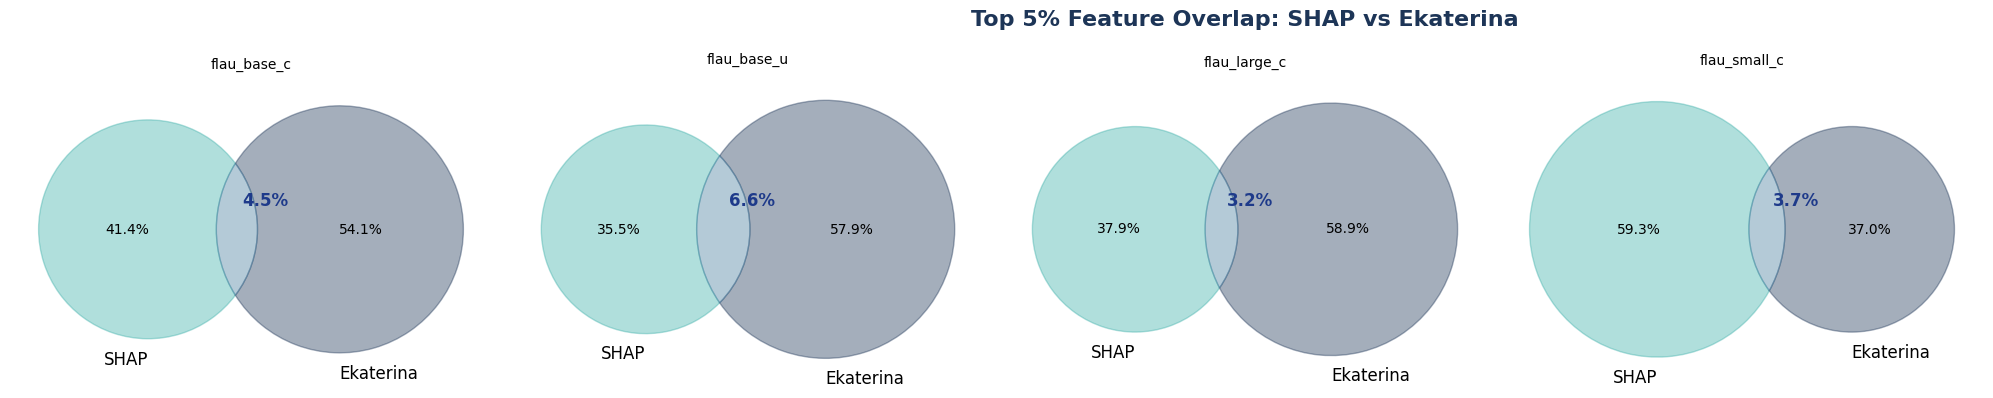 Top 5% Feature Overlap: SHAP vs Ekaterina
flau_base_c
41.4%
4.5%
54.1%
SHAP
Ekaterina
flau_base_u
35.5%
6.6%
57.9%
SHAP
Ekaterina
flau_large_c
37.9%
3.2%
58.9%
SHAP
Ekaterina
flau_small_c
59.3%
3.7%
37.0%
SHAP
Ekaterina